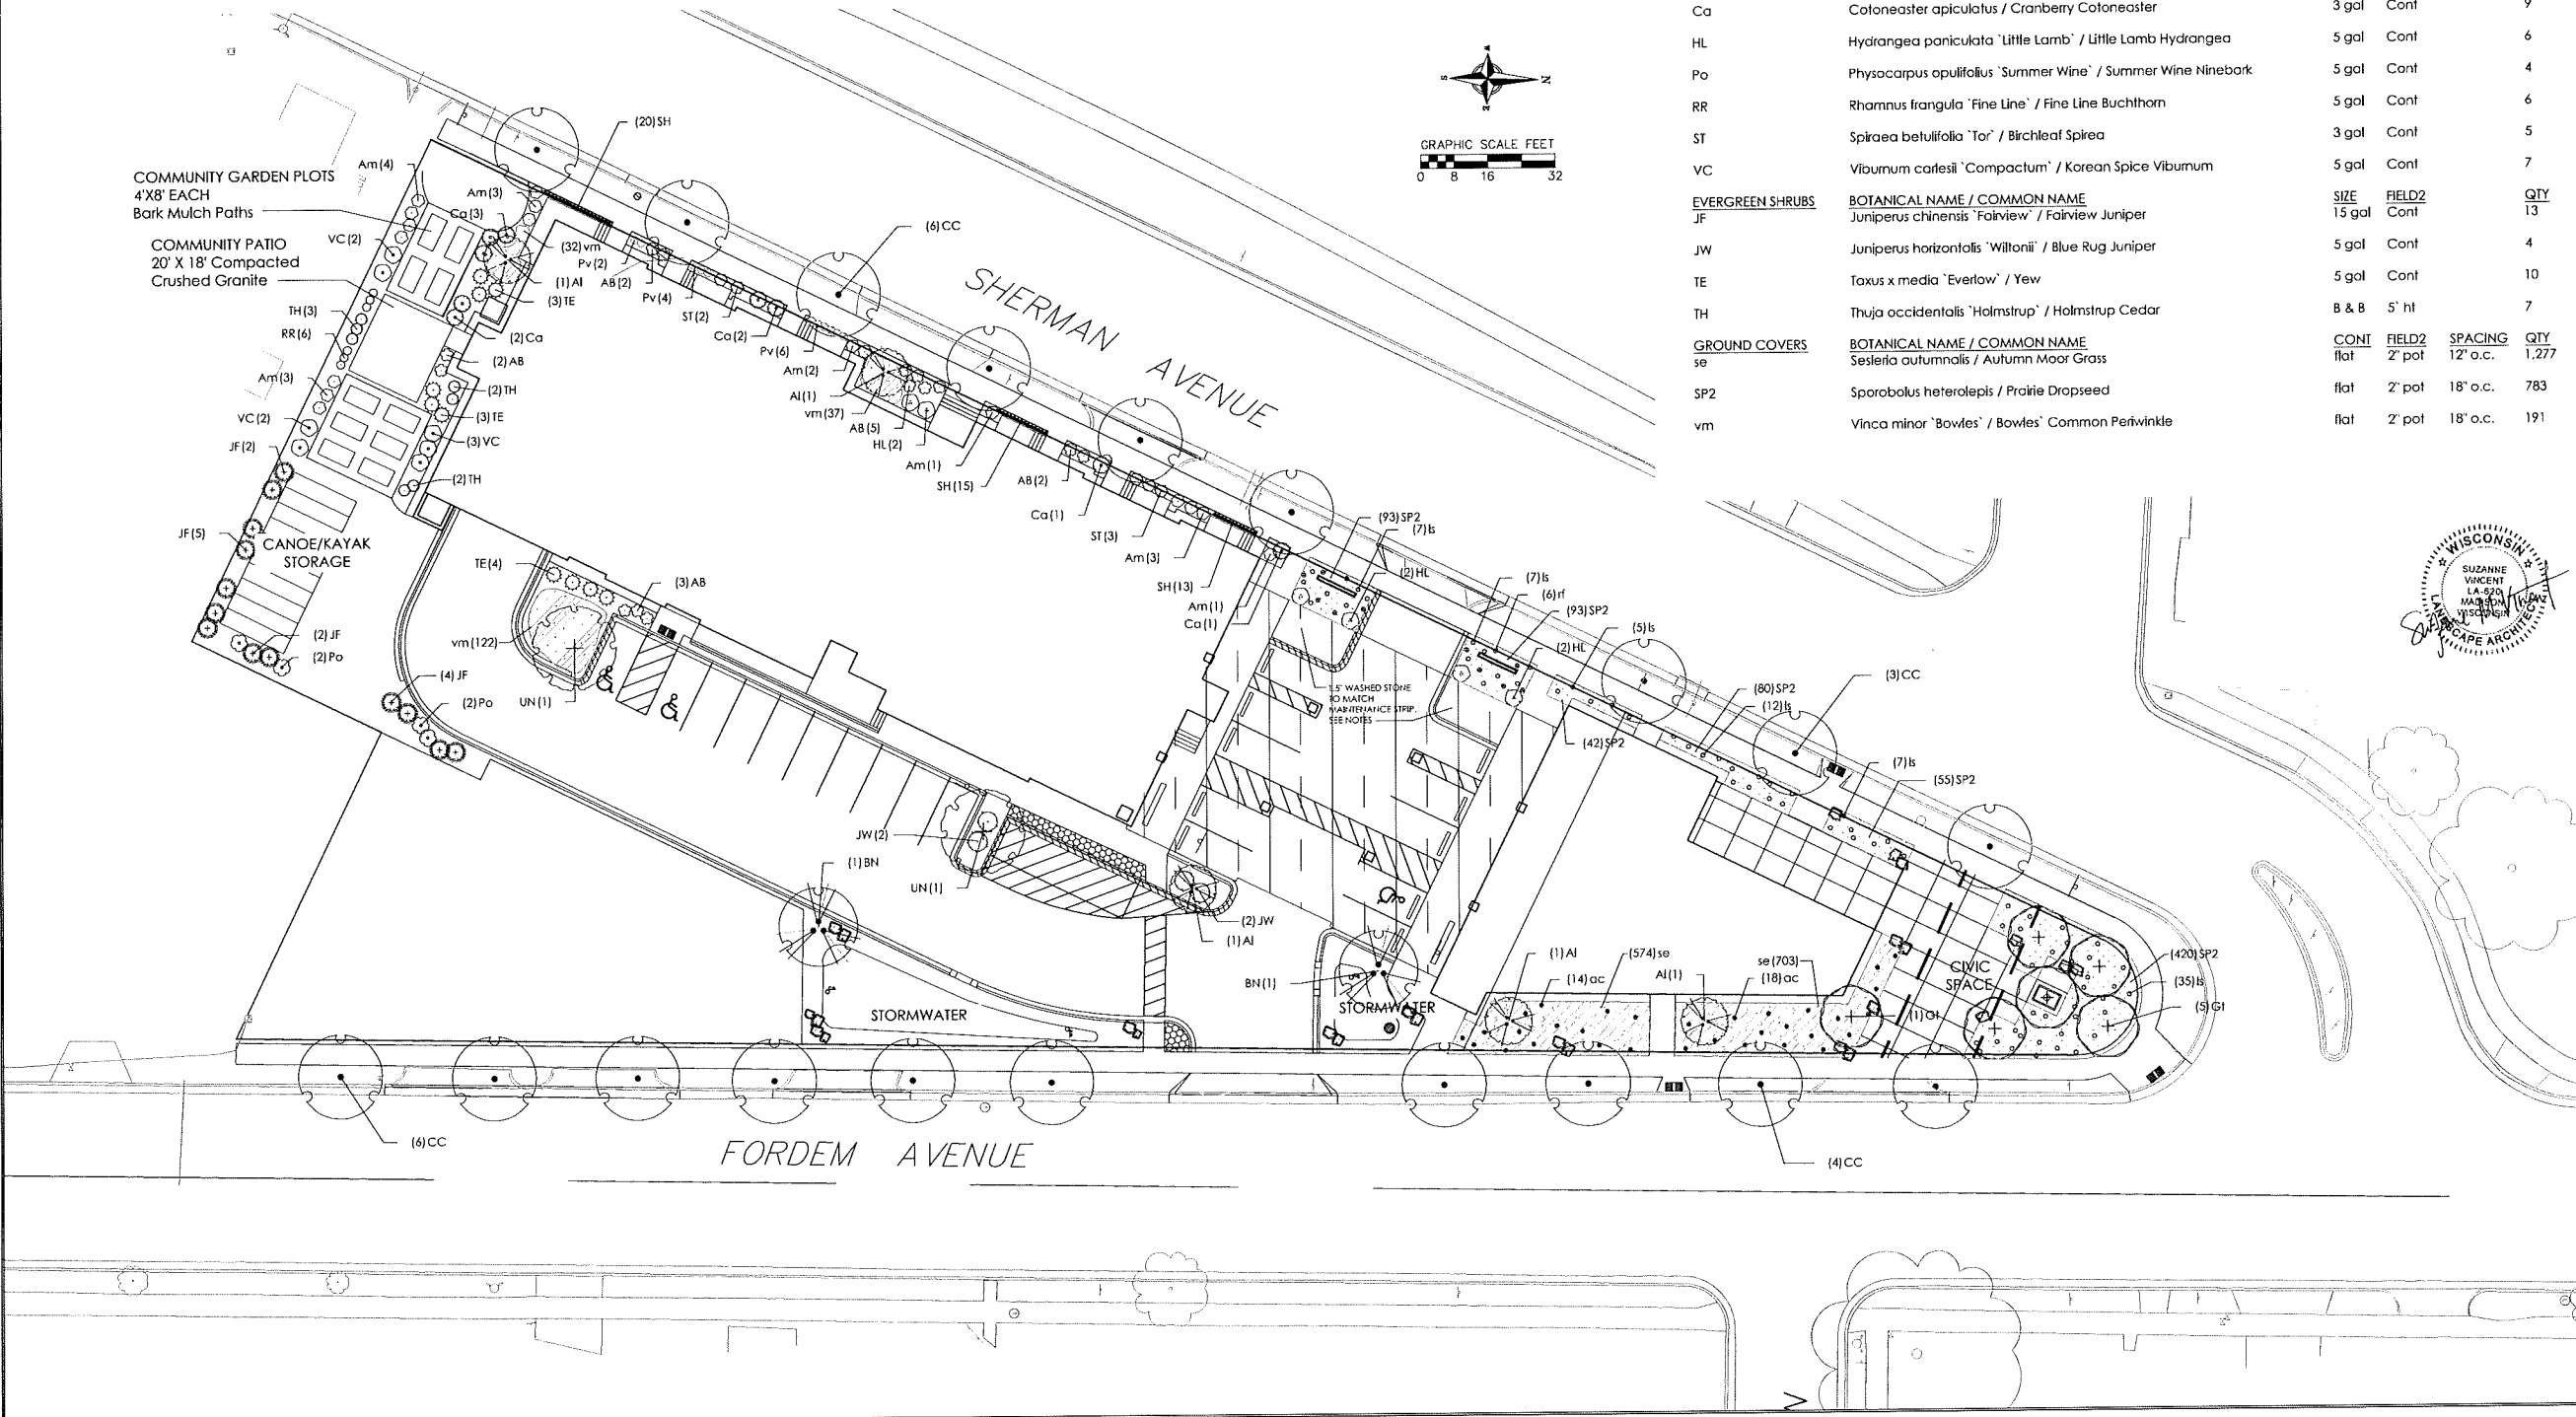 Ca Cotoneaster apiculatus / Cranberry Cotoneaster 3 gal Cont 9
HL Hydrangea paniculata `Little Lamb` / Little Lamb Hydrangea 5 gal Cont 6
Po Physocarpus opulifolius `Summer Wine` / Summer Wine Ninebark 5 gal Cont 4
RR Rhamnus frangula `Fine Line` / Fine Line Buchthorn 5 gal Cont 6
ST Spiraea betulifolia `Tor` / Birchleaf Spirea 3 gal Cont 5
VC Viburnum carlesii `Compactum` / Korean Spice Viburnum 5 gal Cont 7
EVERGREEN SHRUBS BOTANICAL NAME / COMMON NAME SIZE FIELD2 QTY
JF Juniperus chinensis `Fairview` / Fairview Juniper 15 gal Cont 13
JW Juniperus horizontalis `Wiltonii` / Blue Rug Juniper 5 gal Cont 4
TE Taxus x media `Everlow` / Yew 5 gal Cont 10
TH Thuja occidentalis `Holmstrup` / Holmstrup Cedar B & B 5` ht 7
GROUND COVERS BOTANICAL NAME / COMMON NAME CONT FIELD2 SPACING QTY
se Sesleria autumnalis / Autumn Moor Grass flat 2" pot 12" o.c. 1,277
SP2 Sporobolus heterolepis / Prairie Dropseed flat 2" pot 18" o.c. 783
vm Vinca minor `Bowles` / Bowles` Common Periwinkle flat 2" pot 18" o.c. 191
N
GRAPHIC SCALE FEET
0 8 16 32
WISCONSIN
SUZANNE
VINCENT
LA-620
MADISON
WISCONSIN
LANDSCAPE ARCHITECT
COMMUNITY GARDEN PLOTS
4'X8' EACH
Bark Mulch Paths
COMMUNITY PATIO
20' X 18' Compacted
Crushed Granite
SHERMAN AVENUE
(20)SH
(6)CC
Am(4)
Am(3)
Ca(3)
VC(2)
(32)vm
Pv(2)
(1)Al
AB(2)
(3)TE
Pv(4)
TH(3)
ST(2)
RR(6)
(2)Ca
Ca(2)
Pv(6)
(2)AB
Am(2)
Am(3)
(2)TH
Al(1)
vm(37)
(3)TE
VC(2)
AB(5)
(3)VC
HL(2)
JF(2)
Am(1)
(2)TH
SH(15)
AB(2)
Ca(1)
JF(5)
CANOE/KAYAK
STORAGE
ST(3)
Am(3)
TE(4)
(3)AB
SH(13)
Am(1)
Ca(1)
(2)JF
(2)Po
vm(122)
(4)JF
(2)Po
UN(1)
(93)SP2
(7)ls
(2)HL
(7)ls
(6)rf
(93)SP2
(5)ls
(2)HL
1.5" WASHED STONE
TO MATCH
MAINTENANCE STRIP.
SEE NOTES
(42)SP2
(80)SP2
(12)ls
(3)CC
(7)ls
(55)SP2
JW(2)
(1)BN
UN(1)
(2)JW
(1)Al
BN(1)
STORMWATER
STORMWATER
(1)Al
(14)ac
(574)se
Al(1)
se(703)
(18)ac
CIVIC
SPACE
(1)Gt
(420)SP2
(35)ls
(5)Gt
(6)CC
(4)CC
FORDEM AVENUE